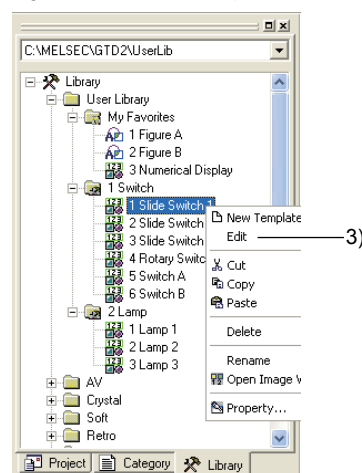 C:\MELSEC\GTD2\UserLib
Library
User Library
My Favorites
1 Figure A
2 Figure B
3 Numerical Display
1 Switch
1 Slide Switch
2 Slide Switch
3 Slide Switch
4 Rotary Switc
5 Switch A
6 Switch B
2 Lamp
1 Lamp 1
2 Lamp 2
3 Lamp 3
AV
Crystal
Soft
Retro
New Template
Edit
3)
Cut
Copy
Paste
Delete
Rename
Open Image
Property...
Project
Category
Library